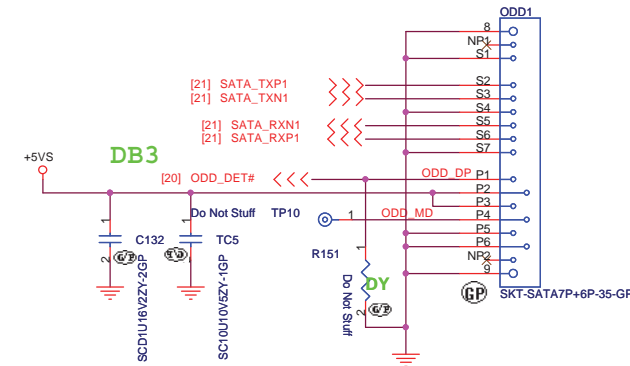 ODD1
8
NP1
S1
[21] SATA_TXP1 S2
[21] SATA_TXN1 S3
S4
[21] SATA_RXN1 S5
[21] SATA_RXP1 S6
S7
+5VS
DB3
[20] ODD_DET# ODD_DP P1
P2
P3
Do Not Stuff TP10 1 ODD_MD P4
P5
P6
NP2
9
1 C132 2 G/P
SCD1U16V2ZY-2GP
1 TC5 2
SC10U10V5ZY-1GP
R151 1 2
DY
Do Not Stuff
G/P
GP
SKT-SATA7P+6P-35-GP